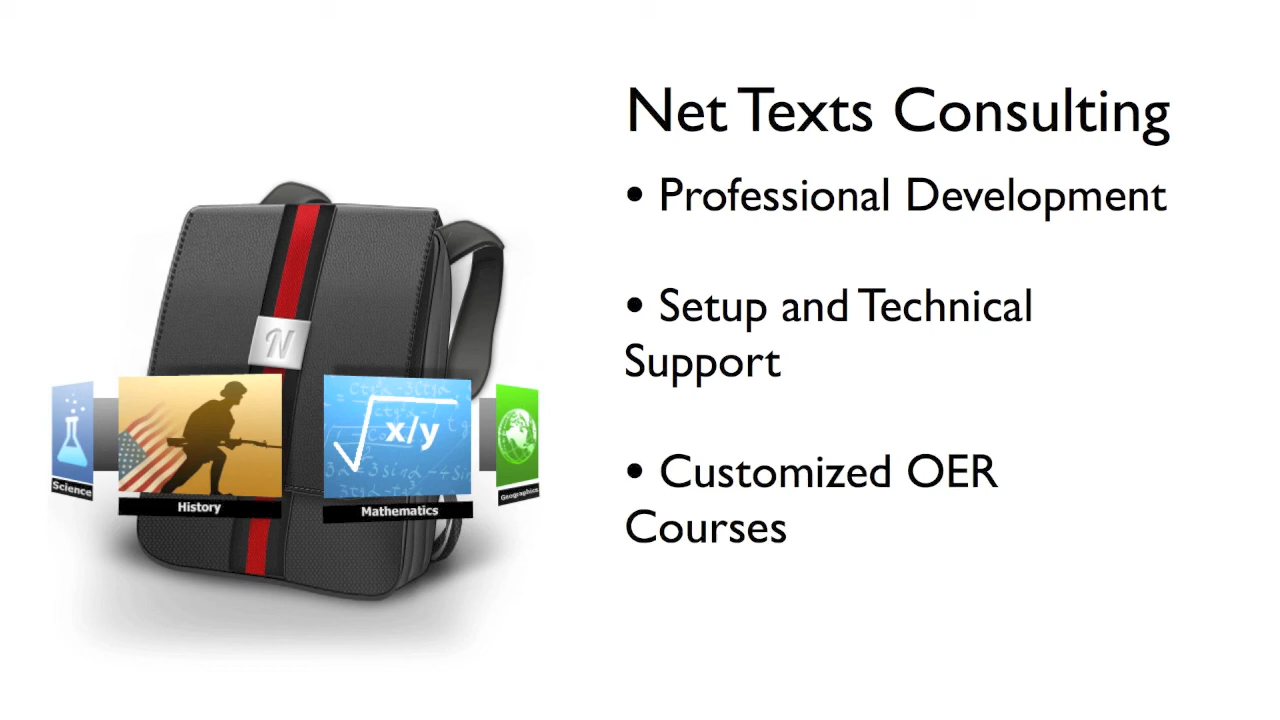 Net Texts Consulting
• Professional Development
• Setup and Technical
Support
• Customized OER
Courses
N
x/y
Science
History
Mathematics
Geographics